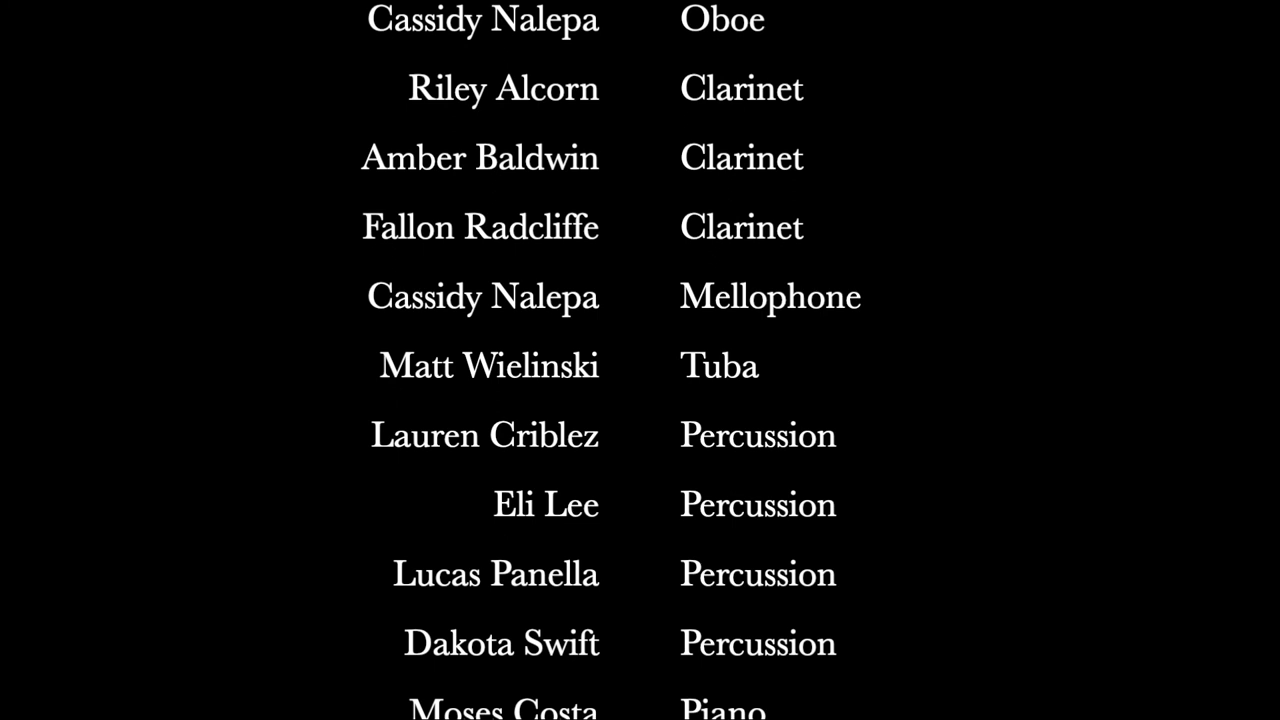 Cassidy Nalepa Oboe
Riley Alcorn Clarinet
Amber Baldwin Clarinet
Fallon Radcliffe Clarinet
Cassidy Nalepa Mellophone
Matt Wielinski Tuba
Lauren Criblez Percussion
Eli Lee Percussion
Lucas Panella Percussion
Dakota Swift Percussion
Moses Costa Piano